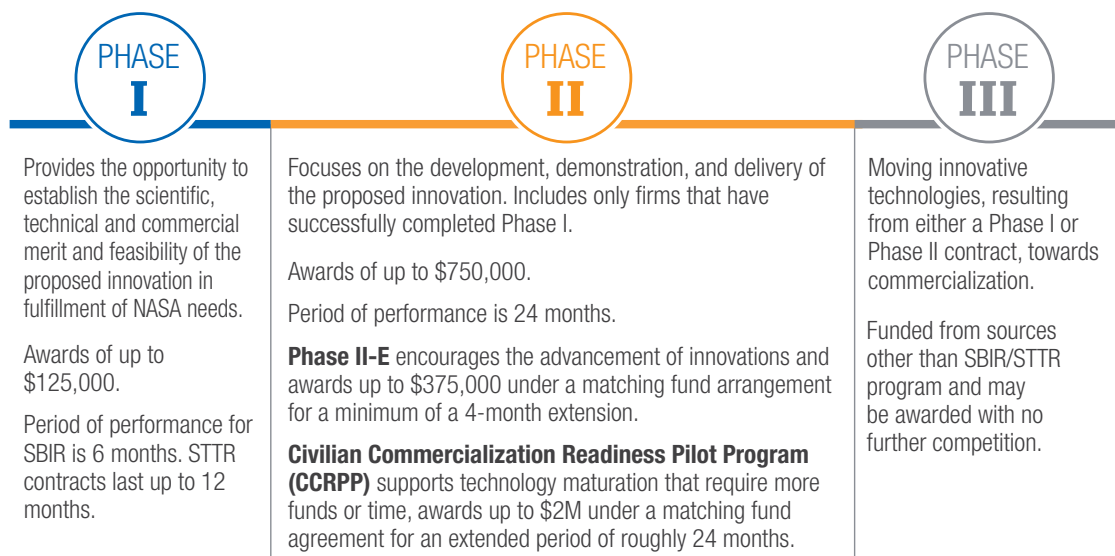 PHASE
I
Provides the opportunity to
establish the scientific,
technical and commercial
merit and feasibility of the
proposed innovation in
fulfillment of NASA needs.
Awards of up to
$125,000.
Period of performance for
SBIR is 6 months. STTR
contracts last up to 12
months.
PHASE
II
Focuses on the development, demonstration, and delivery of
the proposed innovation. Includes only firms that have
successfully completed Phase I.
Awards of up to $750,000.
Period of performance is 24 months.
Phase II-E encourages the advancement of innovations and
awards up to $375,000 under a matching fund arrangement
for a minimum of a 4-month extension.
Civilian Commercialization Readiness Pilot Program
(CCRPP) supports technology maturation that require more
funds or time, awards up to $2M under a matching fund
agreement for an extended period of roughly 24 months.
PHASE
III
Moving innovative
technologies, resulting
from either a Phase I or
Phase II contract, towards
commercialization.
Funded from sources
other than SBIR/STTR
program and may
be awarded with no
further competition.